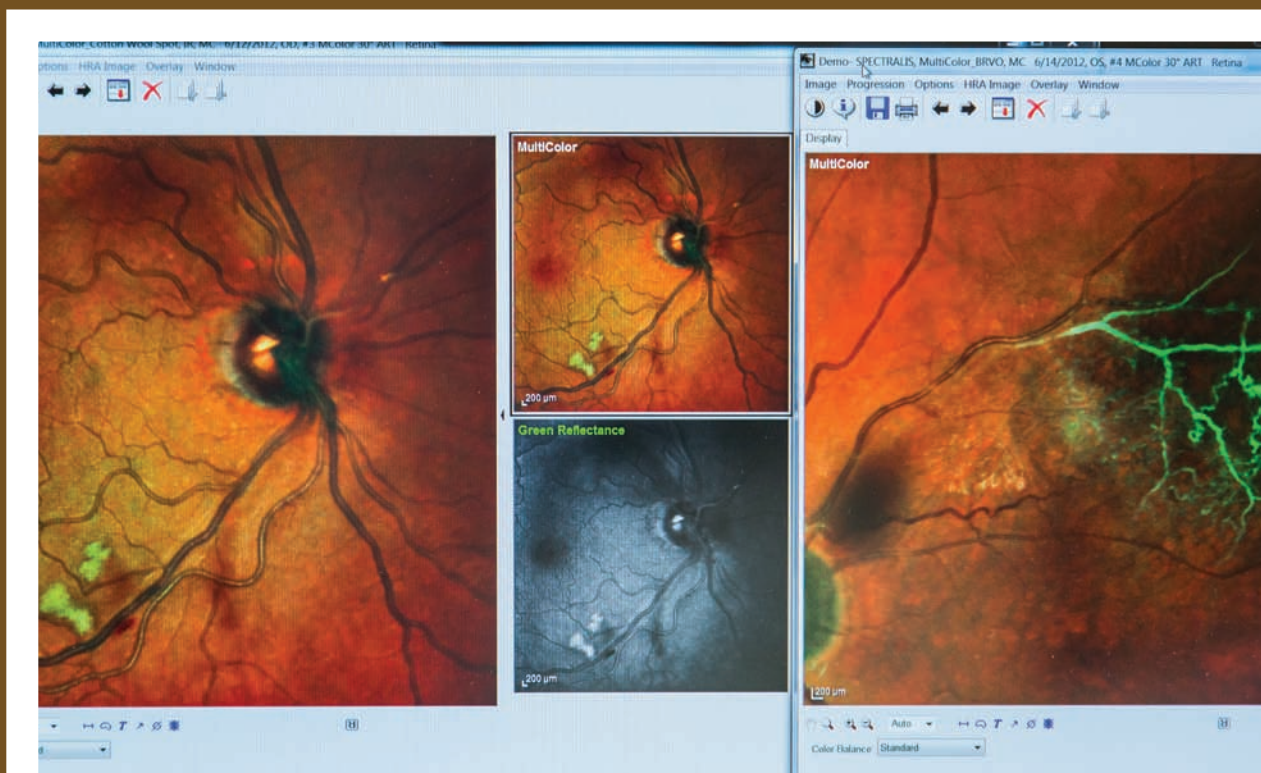 MultiColor_Cotton Wool Spot, IR, MC 6/12/2012, OD, #3 MColor 30° ART Retina
HRA Image Overlay Window
MultiColor
200 µm
Green Reflectance
200 µm
Demo- SPECTRALIS, MultiColor_BRVO, MC 6/14/2012, OS, #4 MColor 30° ART Retina
Image Progression Options HRA Image Overlay Window
Display
MultiColor
200 µm
Auto
Color Balance Standard